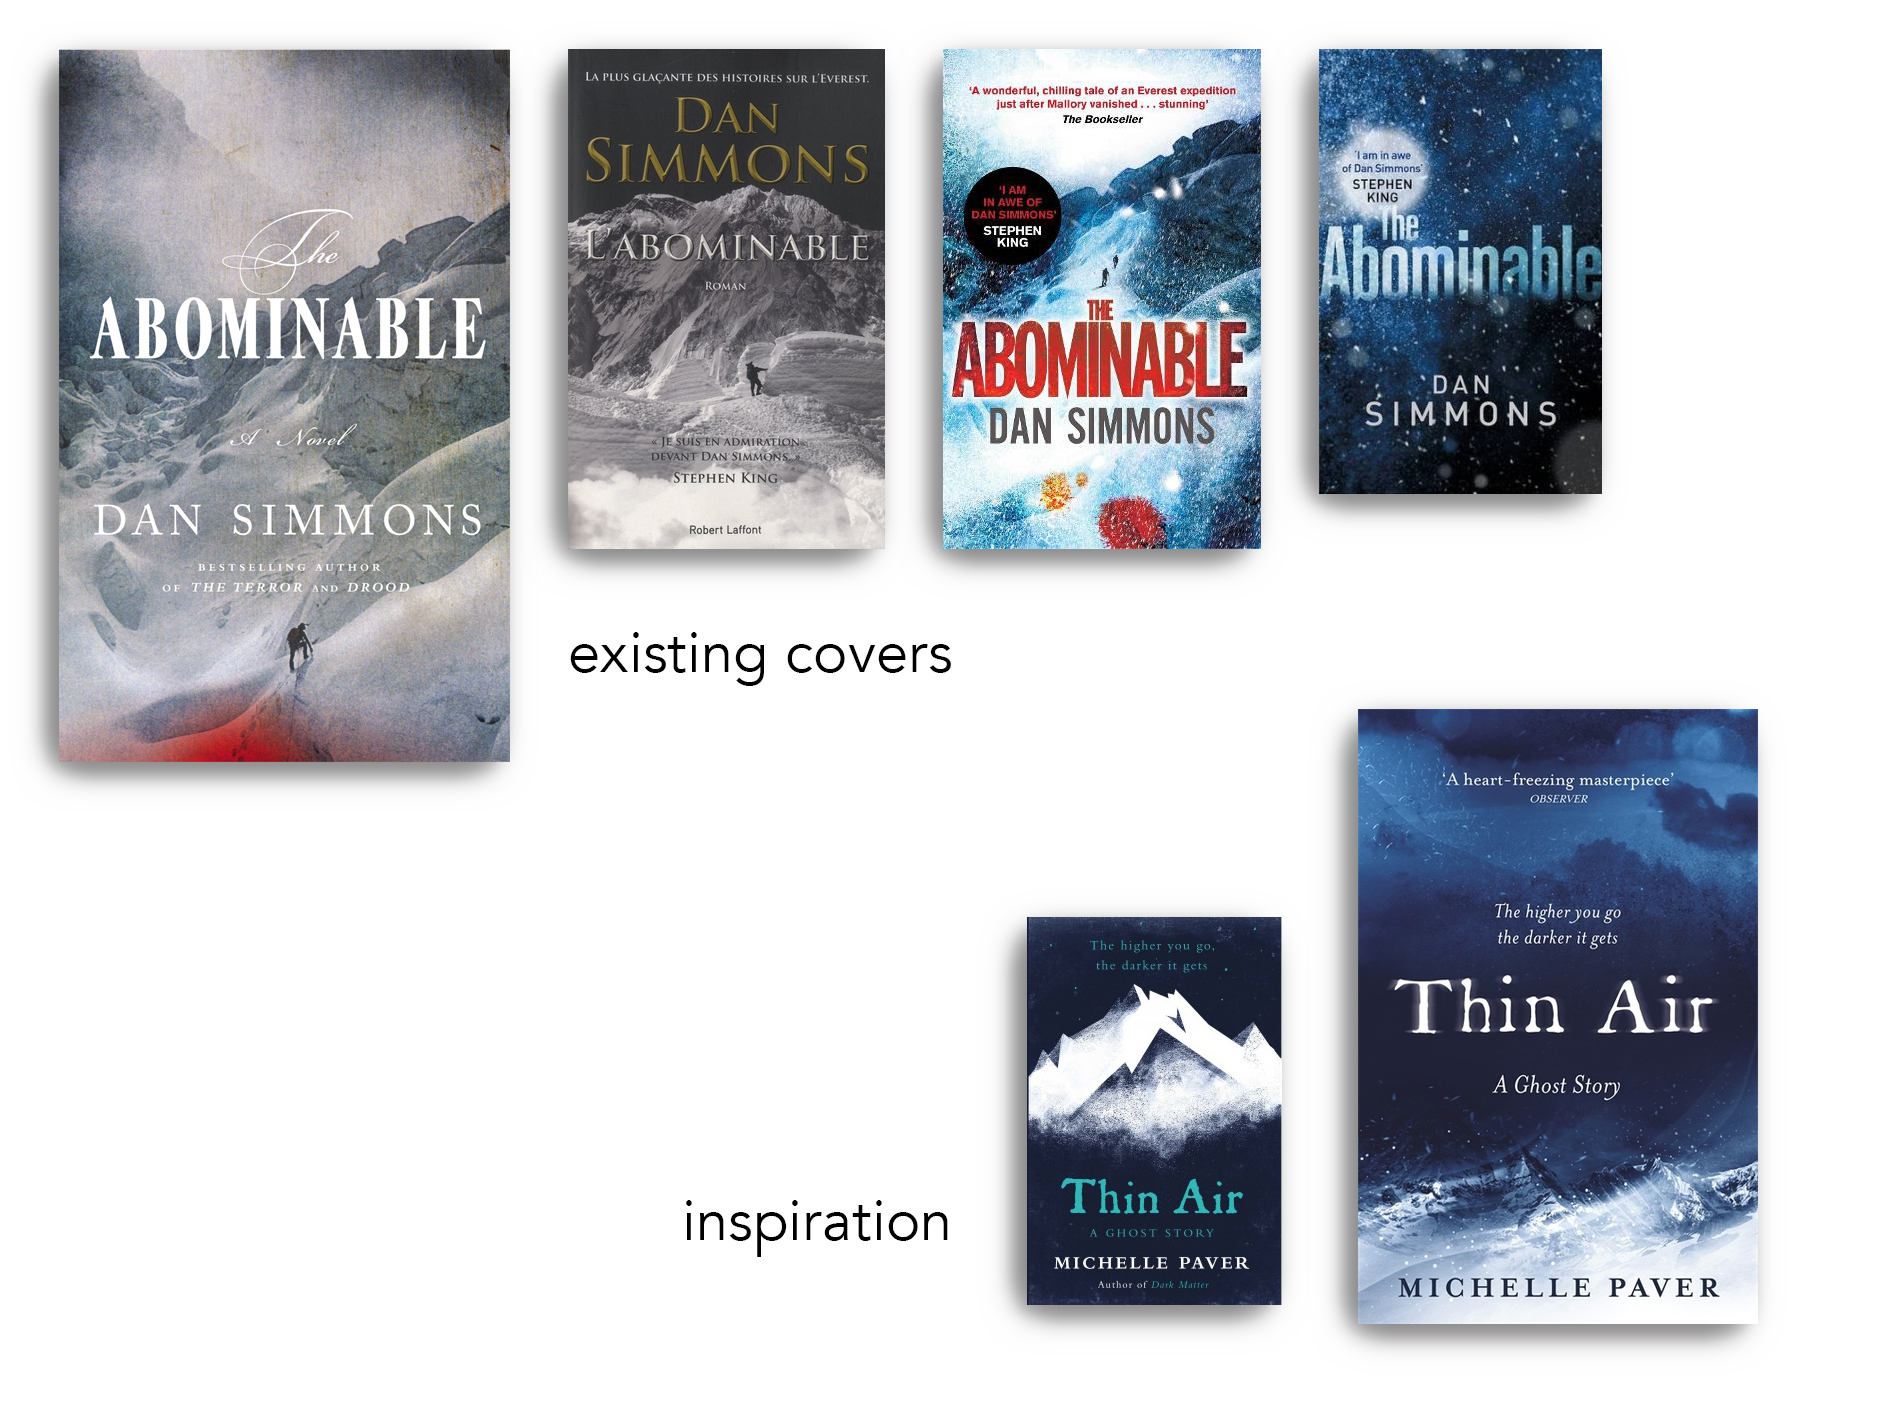 The
ABOMINABLE
A Novel
DAN SIMMONS
BESTSELLING AUTHOR
OF THE TERROR AND DROOD
LA PLUS GLAÇANTE DES HISTOIRES SUR L'EVEREST.
DAN
SIMMONS
L'ABOMINABLE
ROMAN
« JE SUIS EN ADMIRATION
DEVANT DAN SIMMONS. »
STEPHEN KING
Robert Laffont
'A wonderful, chilling tale of an Everest expedition
just after Mallory vanished . . . stunning'
The Bookseller
'I AM
IN AWE OF
DAN SIMMONS'
STEPHEN
KING
THE
ABOMINABLE
DAN SIMMONS
'I am in awe
of Dan Simmons'
STEPHEN
KING
The
Abominable
DAN
SIMMONS
existing covers
inspiration
The higher you go,
the darker it gets
Thin Air
A GHOST STORY
MICHELLE PAVER
Author of Dark Matter
'A heart-freezing masterpiece'
OBSERVER
The higher you go
the darker it gets
Thin Air
A Ghost Story
MICHELLE PAVER